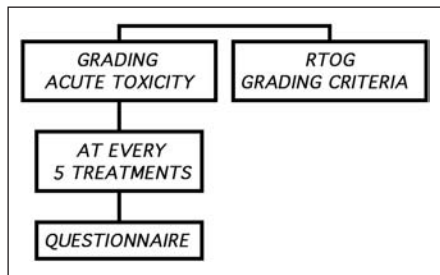 GRADING
ACUTE TOXICITY
RTOG
GRADING CRITERIA
AT EVERY
5 TREATMENTS
QUESTIONNAIRE